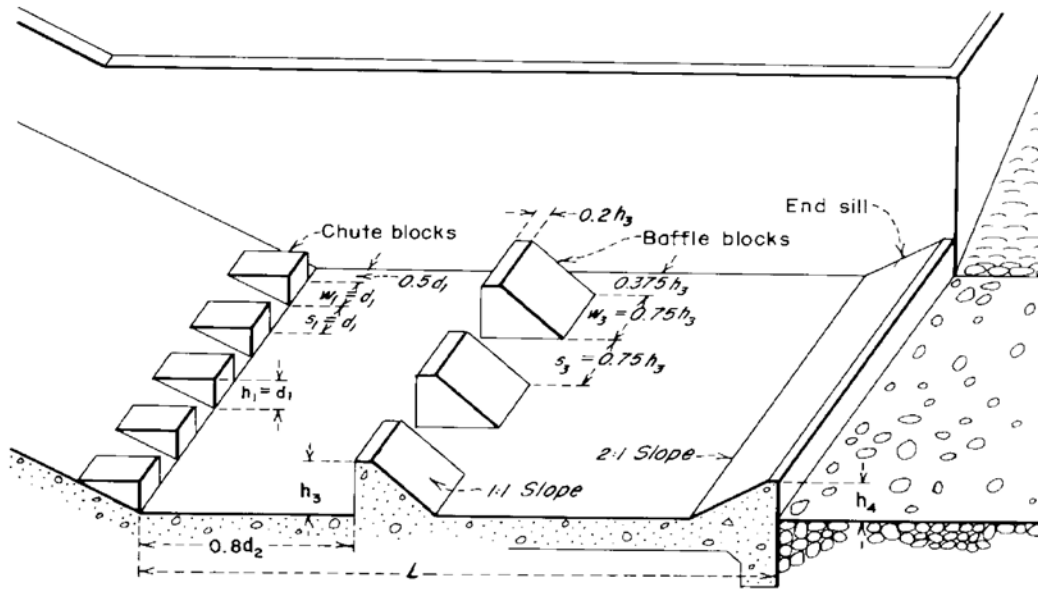 0.2h₃
End sill
Chute blocks
Baffle blocks
0.5d₁
0.375h₃
w₁ = d₁
w₃ = 0.75h₃
s₁ = d₁
s₃ = 0.75h₃
h₁ = d₁
2:1 Slope
h₃
1:1 Slope
h₄
0.8d₂
L